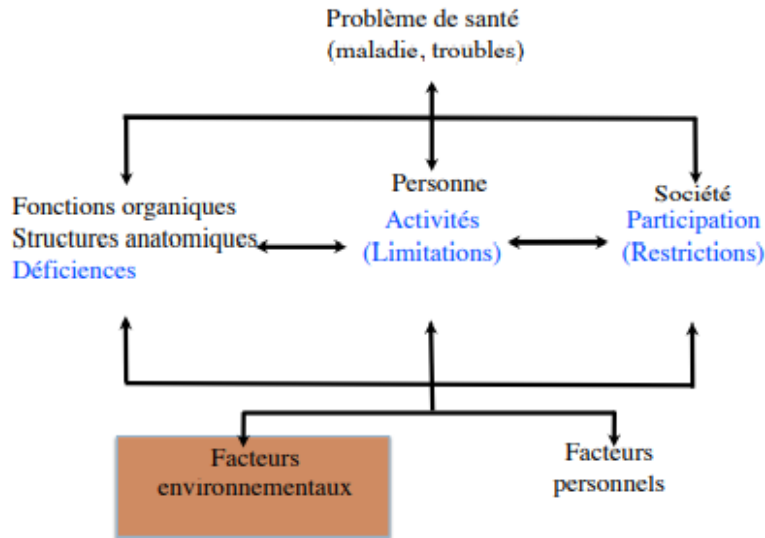 Problème de santé
(maladie, troubles)
Fonctions organiques
Structures anatomiques
Déficiences
Personne
Activités
(Limitations)
Société
Participation
(Restrictions)
Facteurs
environnementaux
Facteurs
personnels